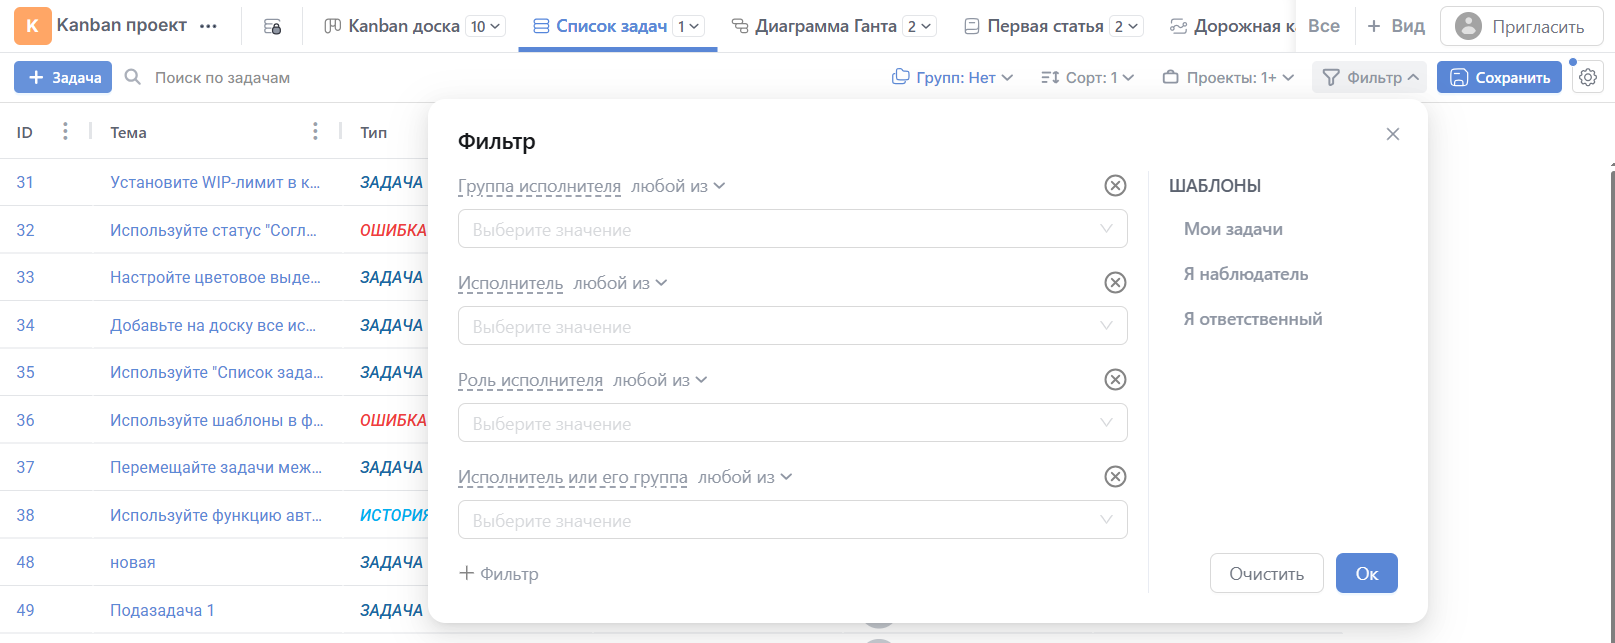 K Kanban проект ••• Kanban доска 10 Список задач 1 Диаграмма Ганта 2 Первая статья 2 Дорожная к Все + Вид Пригласить
+ Задача Поиск по задачам Групп: Нет Сорт: 1 Проекты: 1+ Фильтр Сохранить
ID Тема Тип
31 Установите WIP-лимит в к... ЗАДАЧА
32 Используйте статус "Согл... ОШИБКА
33 Настройте цветовое выде... ЗАДАЧА
34 Добавьте на доску все ис... ЗАДАЧА
35 Используйте "Список зада... ЗАДАЧА
36 Используйте шаблоны в ф... ОШИБКА
37 Перемещайте задачи меж... ЗАДАЧА
38 Используйте функцию авт... ИСТОРИЯ
48 новая ЗАДАЧА
49 Подазадача 1 ЗАДАЧА
Фильтр
Группа исполнителя любой из
Выберите значение
Исполнитель любой из
Выберите значение
Роль исполнителя любой из
Выберите значение
Исполнитель или его группа любой из
Выберите значение
+ Фильтр
ШАБЛОНЫ
Мои задачи
Я наблюдатель
Я ответственный
Очистить Ок